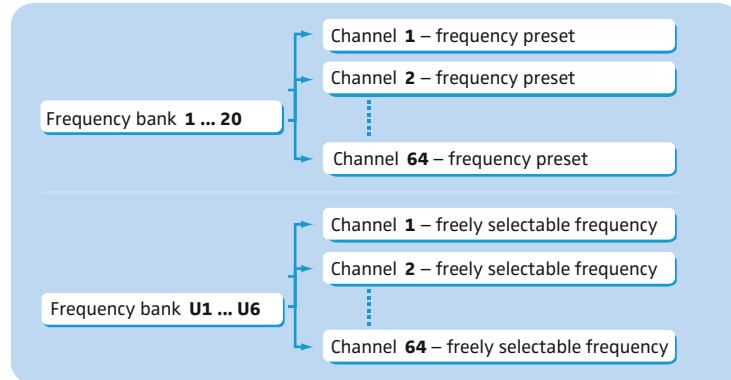 Channel 1 – frequency preset
Channel 2 – frequency preset
Frequency bank 1 ... 20
Channel 64 – frequency preset
Channel 1 – freely selectable frequency
Channel 2 – freely selectable frequency
Frequency bank U1 ... U6
Channel 64 – freely selectable frequency